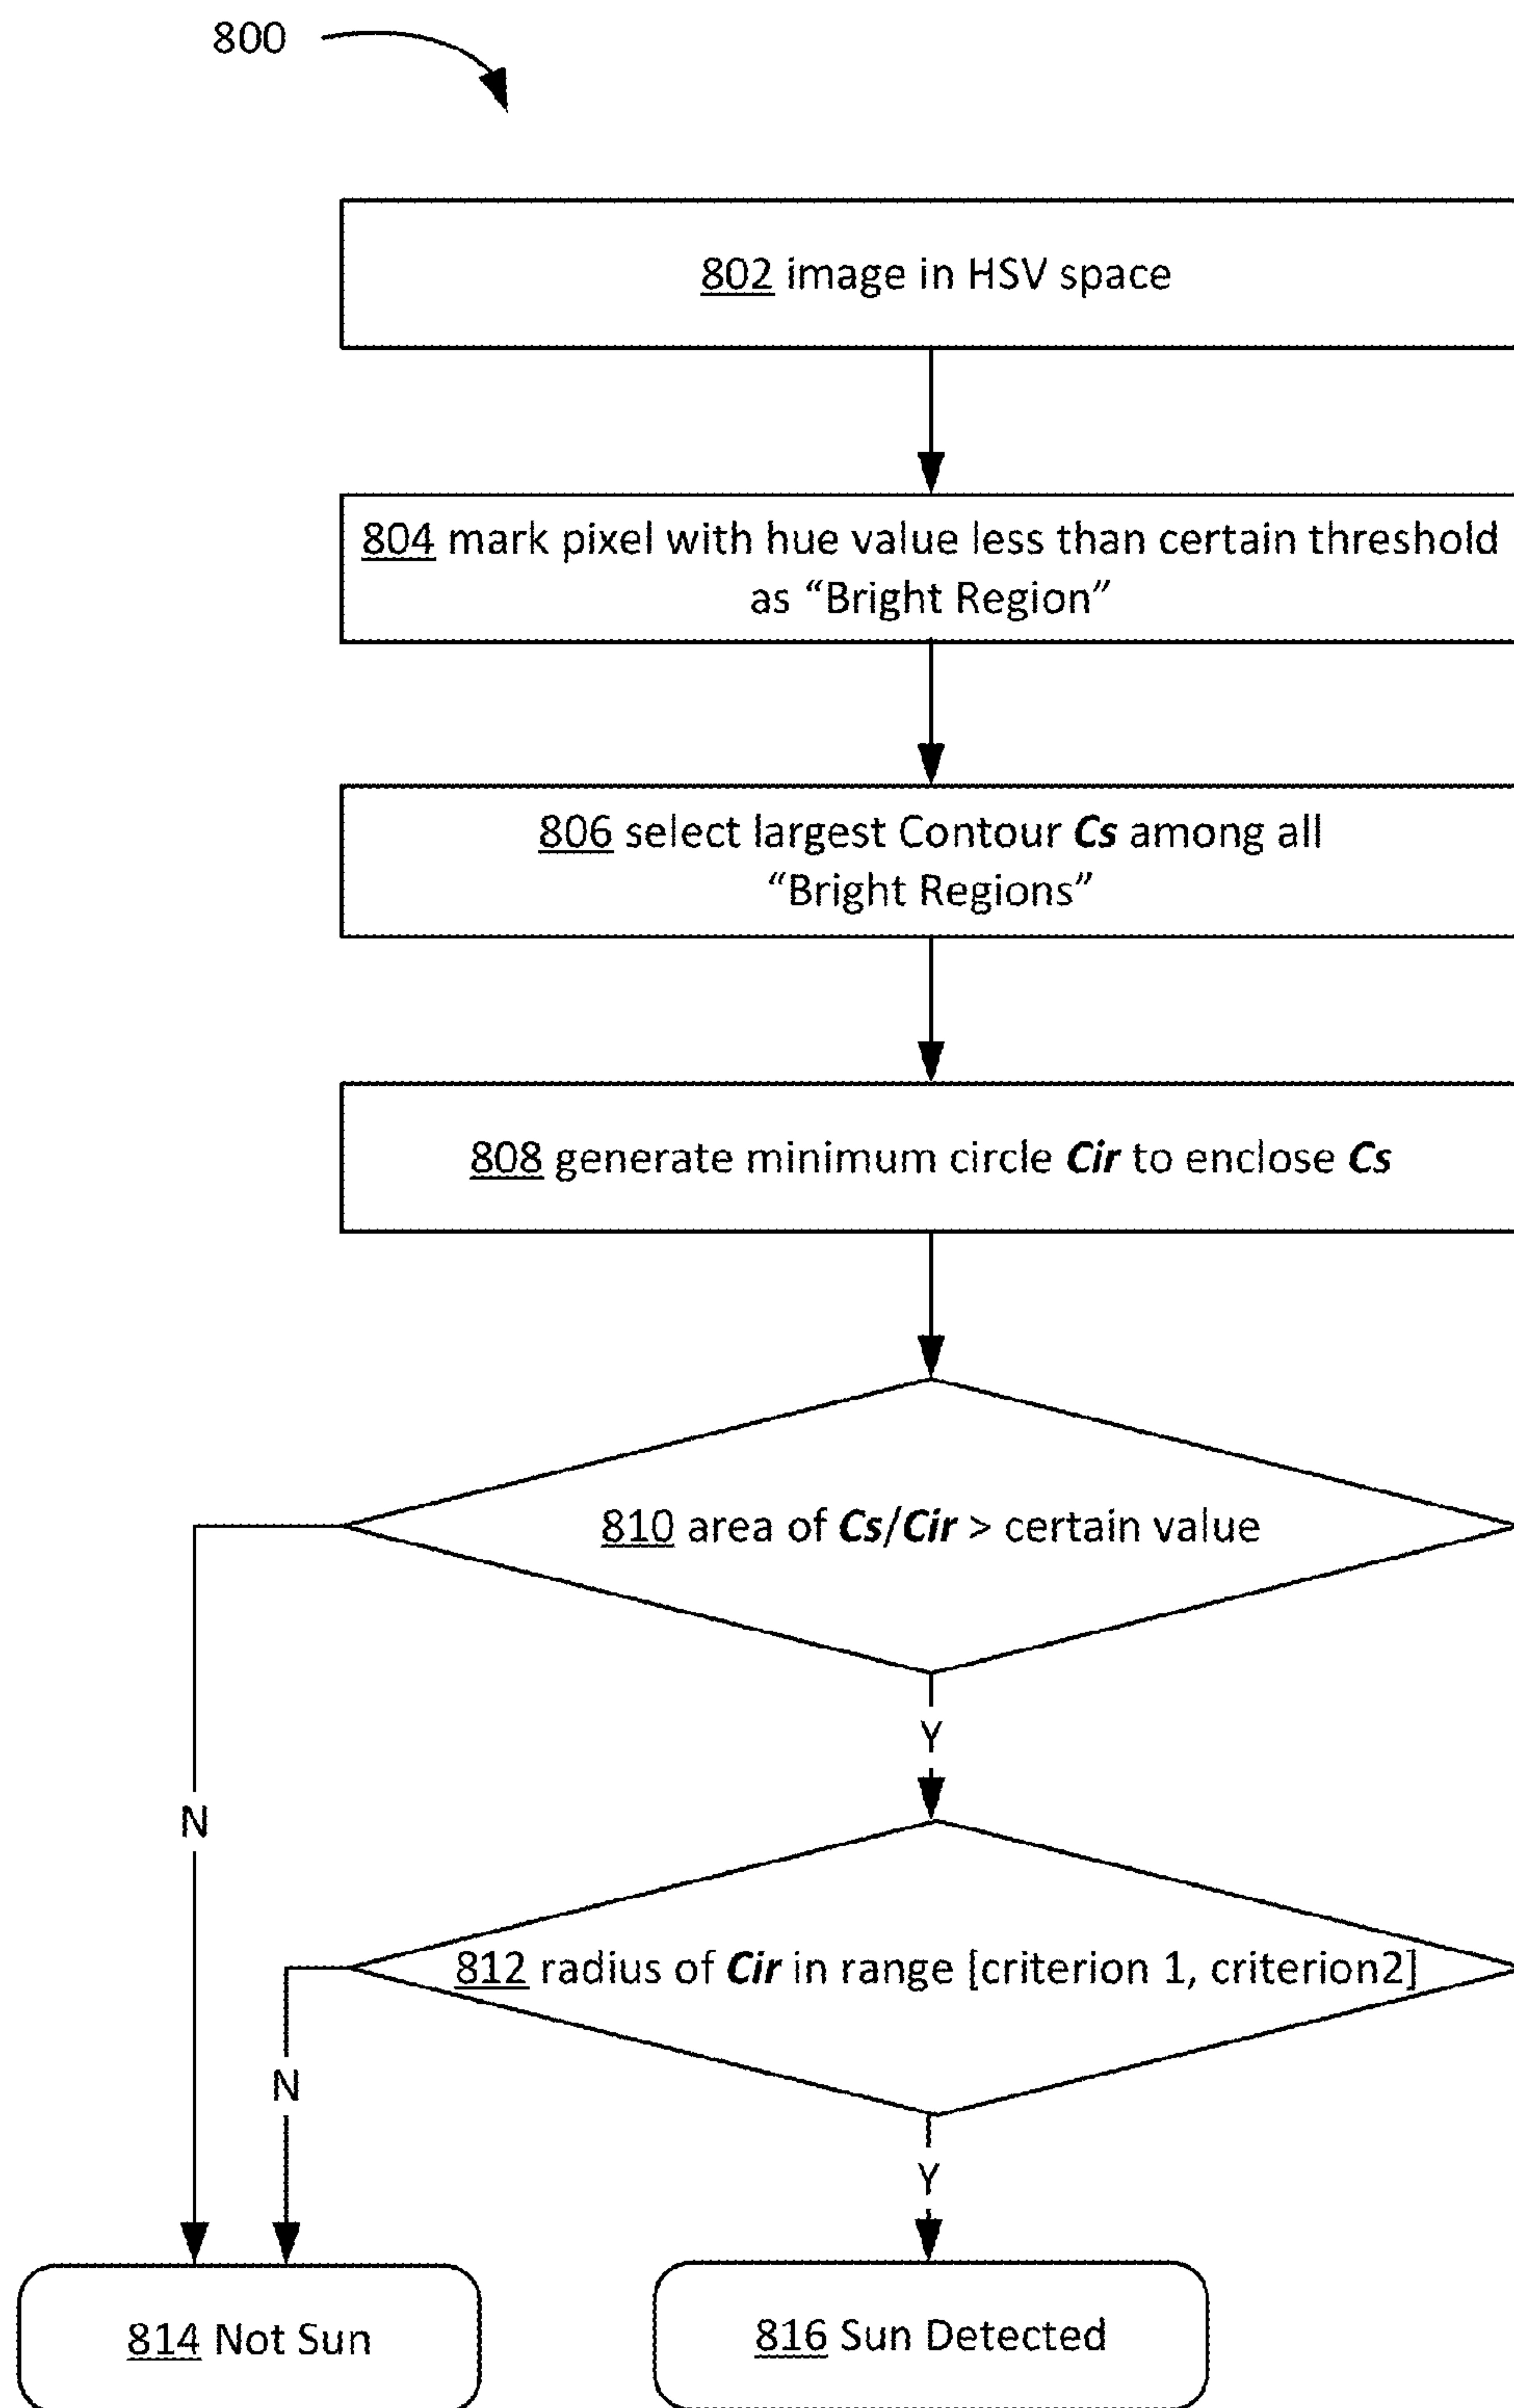 800
802 image in HSV space
804 mark pixel with hue value less than certain threshold
as “Bright Region”
806 select largest Contour Cs among all
“Bright Regions”
808 generate minimum circle Cir to enclose Cs
810 area of Cs/Cir > certain value
Y
N
812 radius of Cir in range [criterion 1, criterion2]
N
Y
814 Not Sun
816 Sun Detected